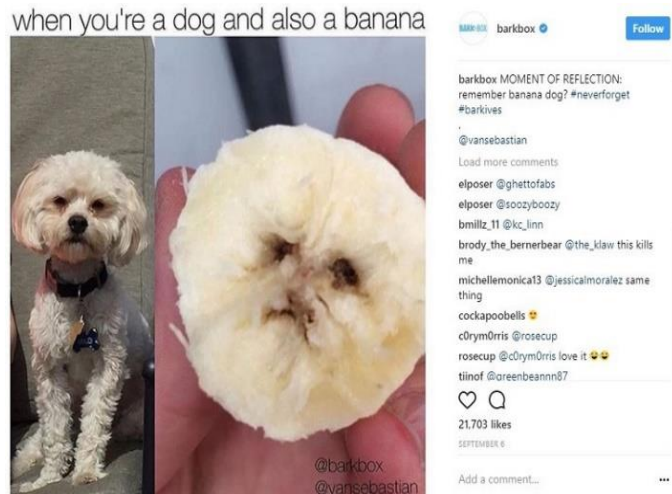 when you're a dog and also a banana
@barkbox
@vansebastian
BARK BOX
barkbox
Follow
barkbox MOMENT OF REFLECTION:
remember banana dog? #neverforget
#barkives
.
@vansebastian
Load more comments
elposer @ghettofabs
elposer @soozyboozy
bmillz_11 @kc_linn
brody_the_bernerbear @the_klaw this kills
me
michellemonica13 @jessicalmoralez same
thing
cockapoobells 😍
c0rym0rris @rosecup
rosecup @c0rym0rris love it 😂😂
tiinof @greenbeannn87
21,703 likes
SEPTEMBER 6
Add a comment...